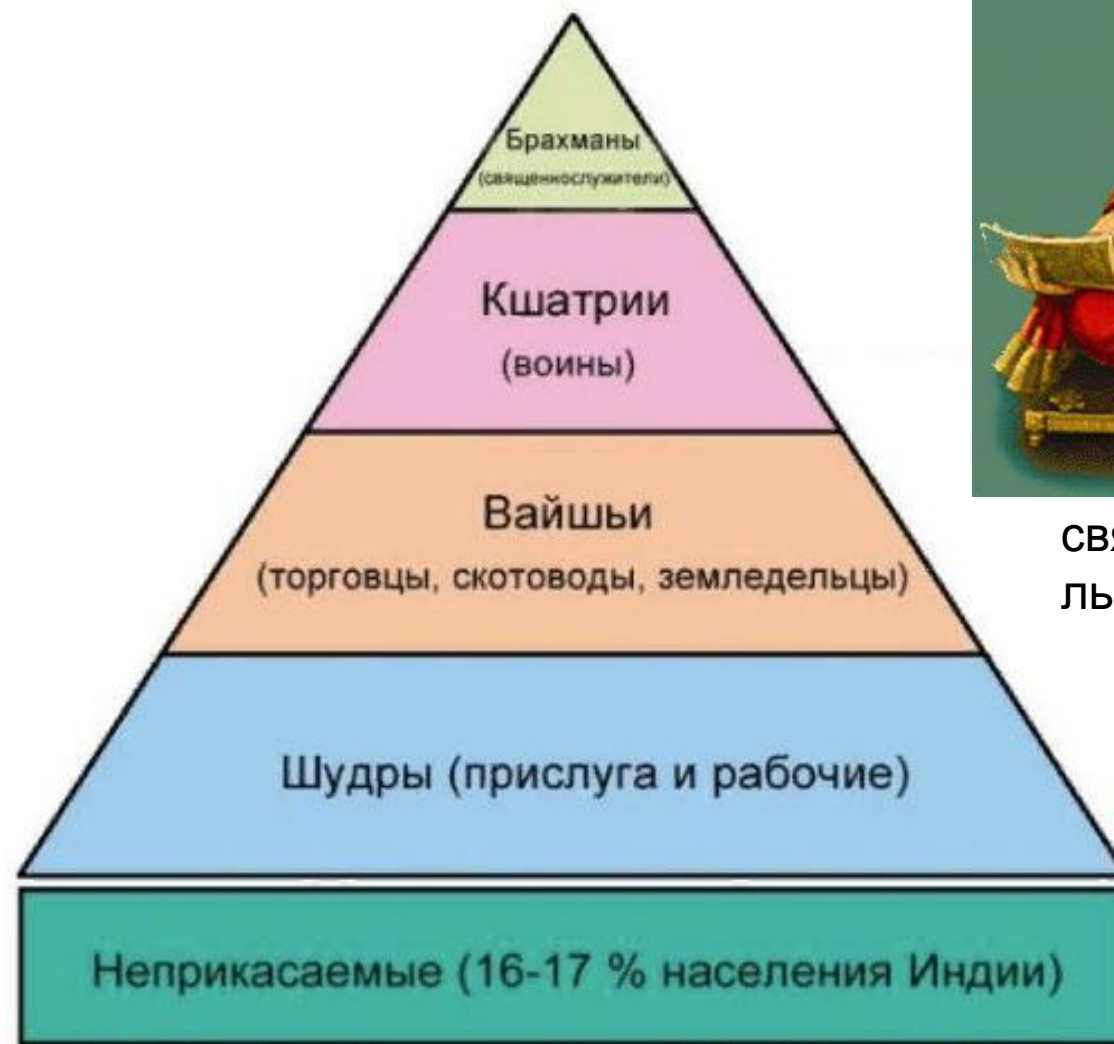 Брахманы
(священнослужители)
Кшатрии
(воины)
Вайшьи
(торговцы, скотоводы, земледельцы)
Шудры (прислуга и рабочие)
Неприкасаемые (16-17 % населения Индии)